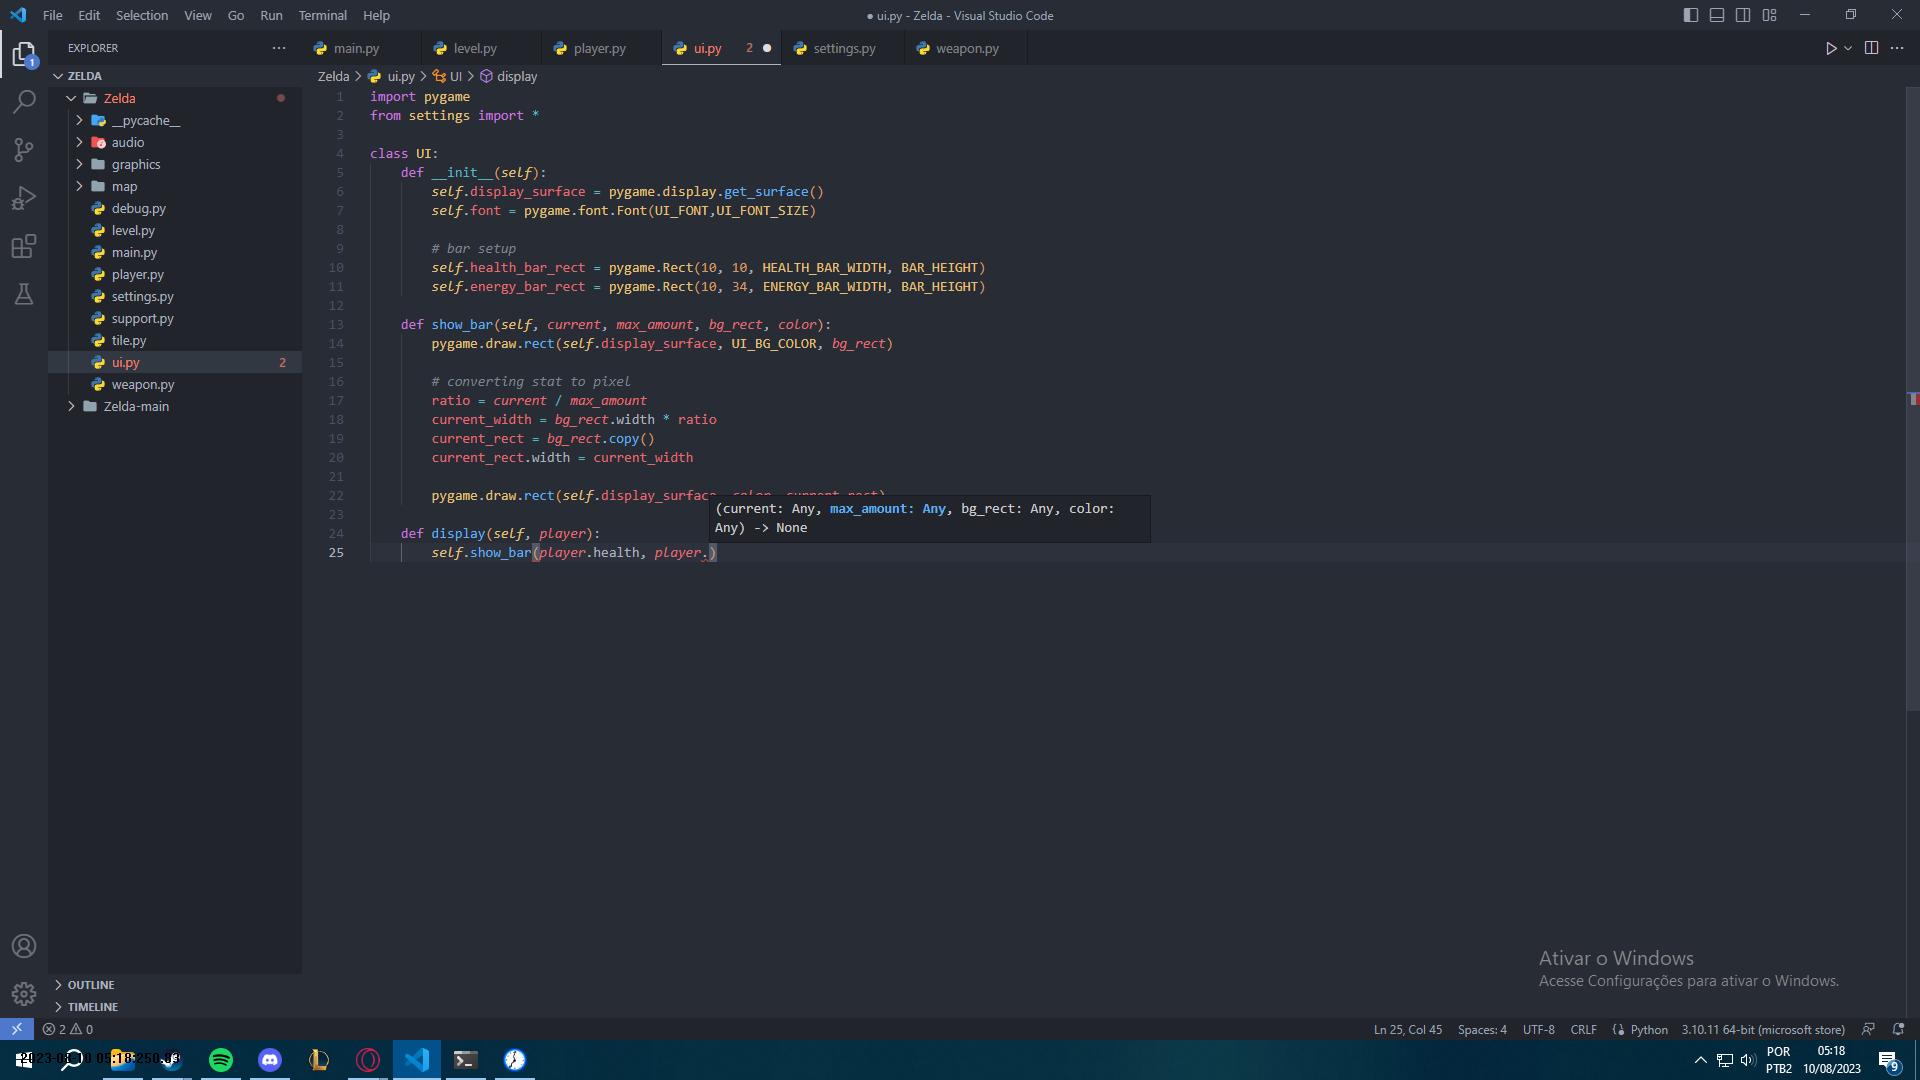 File Edit Selection View Go Run Terminal Help
● ui.py - Zelda - Visual Studio Code
EXPLORER
main.py
level.py
player.py
ui.py 2
settings.py
weapon.py
ZELDA
Zelda
__pycache__
audio
graphics
map
debug.py
level.py
main.py
player.py
settings.py
support.py
tile.py
ui.py 2
weapon.py
Zelda-main
OUTLINE
TIMELINE
1
Zelda > ui.py > UI > display
1 import pygame
2 from settings import *
3
4 class UI:
5 def __init__(self):
6 self.display_surface = pygame.display.get_surface()
7 self.font = pygame.font.Font(UI_FONT,UI_FONT_SIZE)
8
9 # bar setup
10 self.health_bar_rect = pygame.Rect(10, 10, HEALTH_BAR_WIDTH, BAR_HEIGHT)
11 self.energy_bar_rect = pygame.Rect(10, 34, ENERGY_BAR_WIDTH, BAR_HEIGHT)
12
13 def show_bar(self, current, max_amount, bg_rect, color):
14 pygame.draw.rect(self.display_surface, UI_BG_COLOR, bg_rect)
15
16 # converting stat to pixel
17 ratio = current / max_amount
18 current_width = bg_rect.width * ratio
19 current_rect = bg_rect.copy()
20 current_rect.width = current_width
21
22 pygame.draw.rect(self.display_surface, color, current_rect)
23
24 def display(self, player):
25 self.show_bar(player.health, player.)
(current: Any, max_amount: Any, bg_rect: Any, color:
Any) -> None
Ativar o Windows
Acesse Configurações para ativar o Windows.
2 0
Ln 25, Col 45 Spaces: 4 UTF-8 CRLF Python 3.10.11 64-bit (microsoft store)
POR
PTB2
05:18
10/08/2023
9